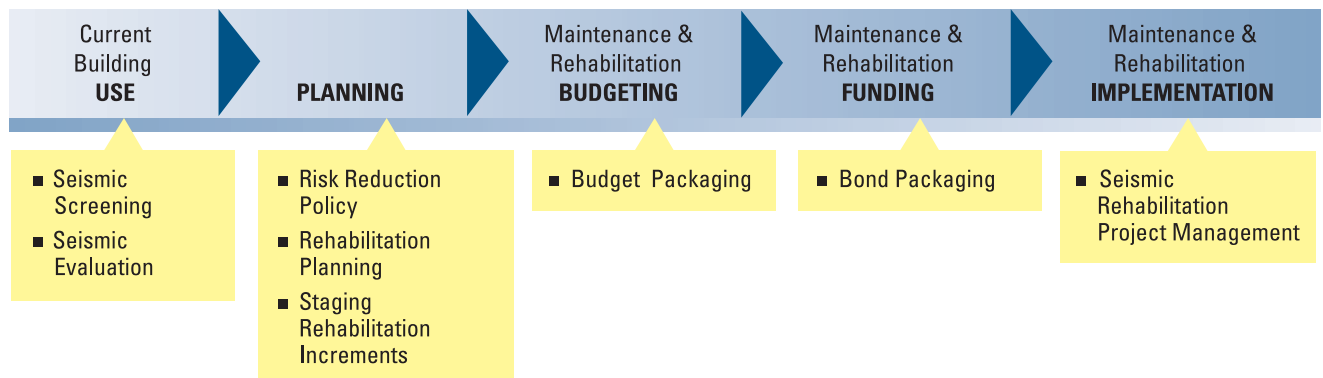 Current
Building
USE
PLANNING
Maintenance &
Rehabilitation
BUDGETING
Maintenance &
Rehabilitation
FUNDING
Maintenance &
Rehabilitation
IMPLEMENTATION
■ Seismic
Screening
■ Seismic
Evaluation
■ Risk Reduction
Policy
■ Rehabilitation
Planning
■ Staging
Rehabilitation
Increments
■ Budget Packaging
■ Bond Packaging
■ Seismic
Rehabilitation
Project Management